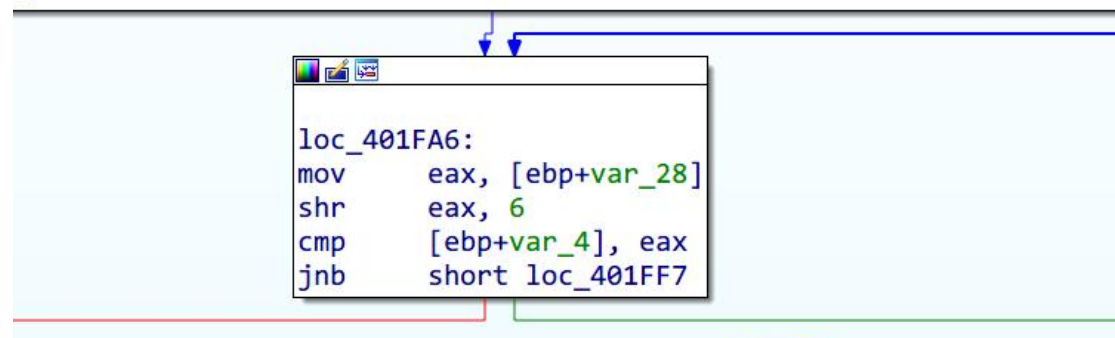 loc_401FA6:
mov     eax, [ebp+var_28]
shr     eax, 6
cmp     [ebp+var_4], eax
jnb     short loc_401FF7